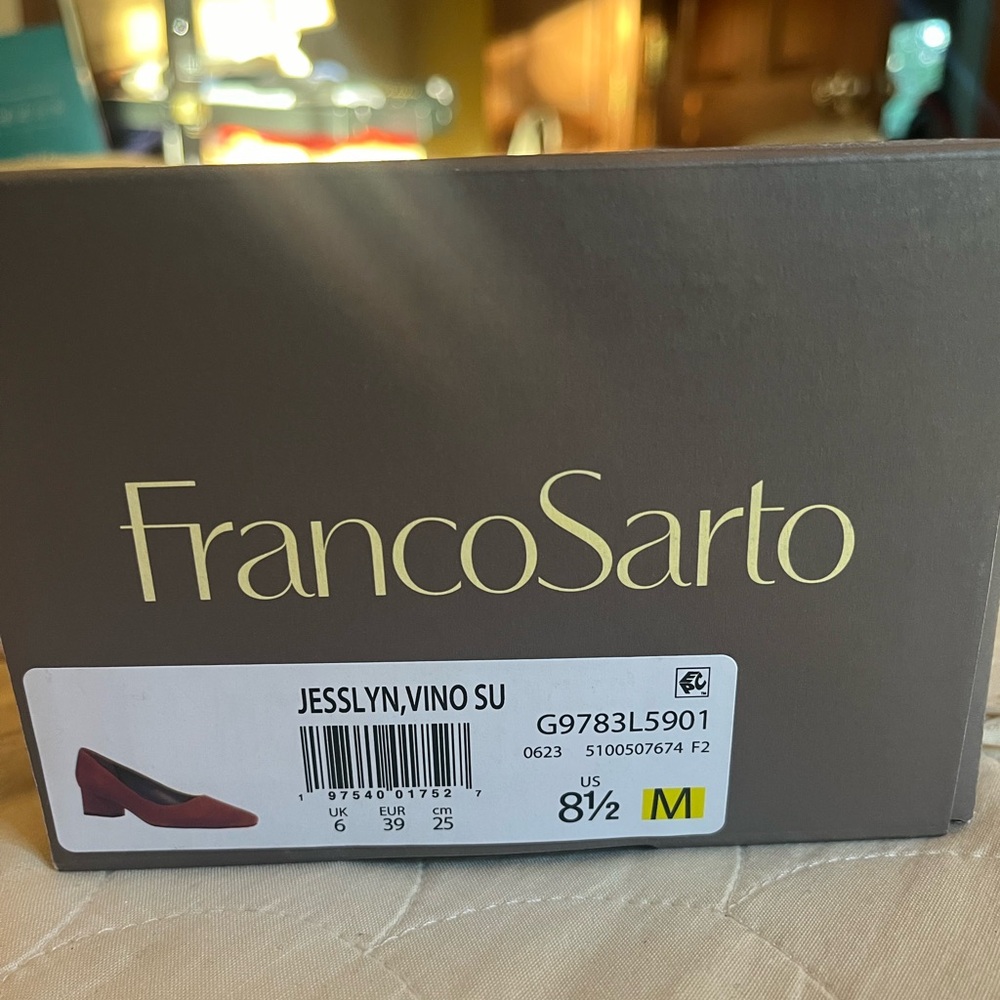 FrancoSarto
JESSLYN,VINO SU
EPC™
G9783L5901
0623 5100507674 F2
1 97540 01752 7
UK EUR cm
6 39 25
US
8½ M